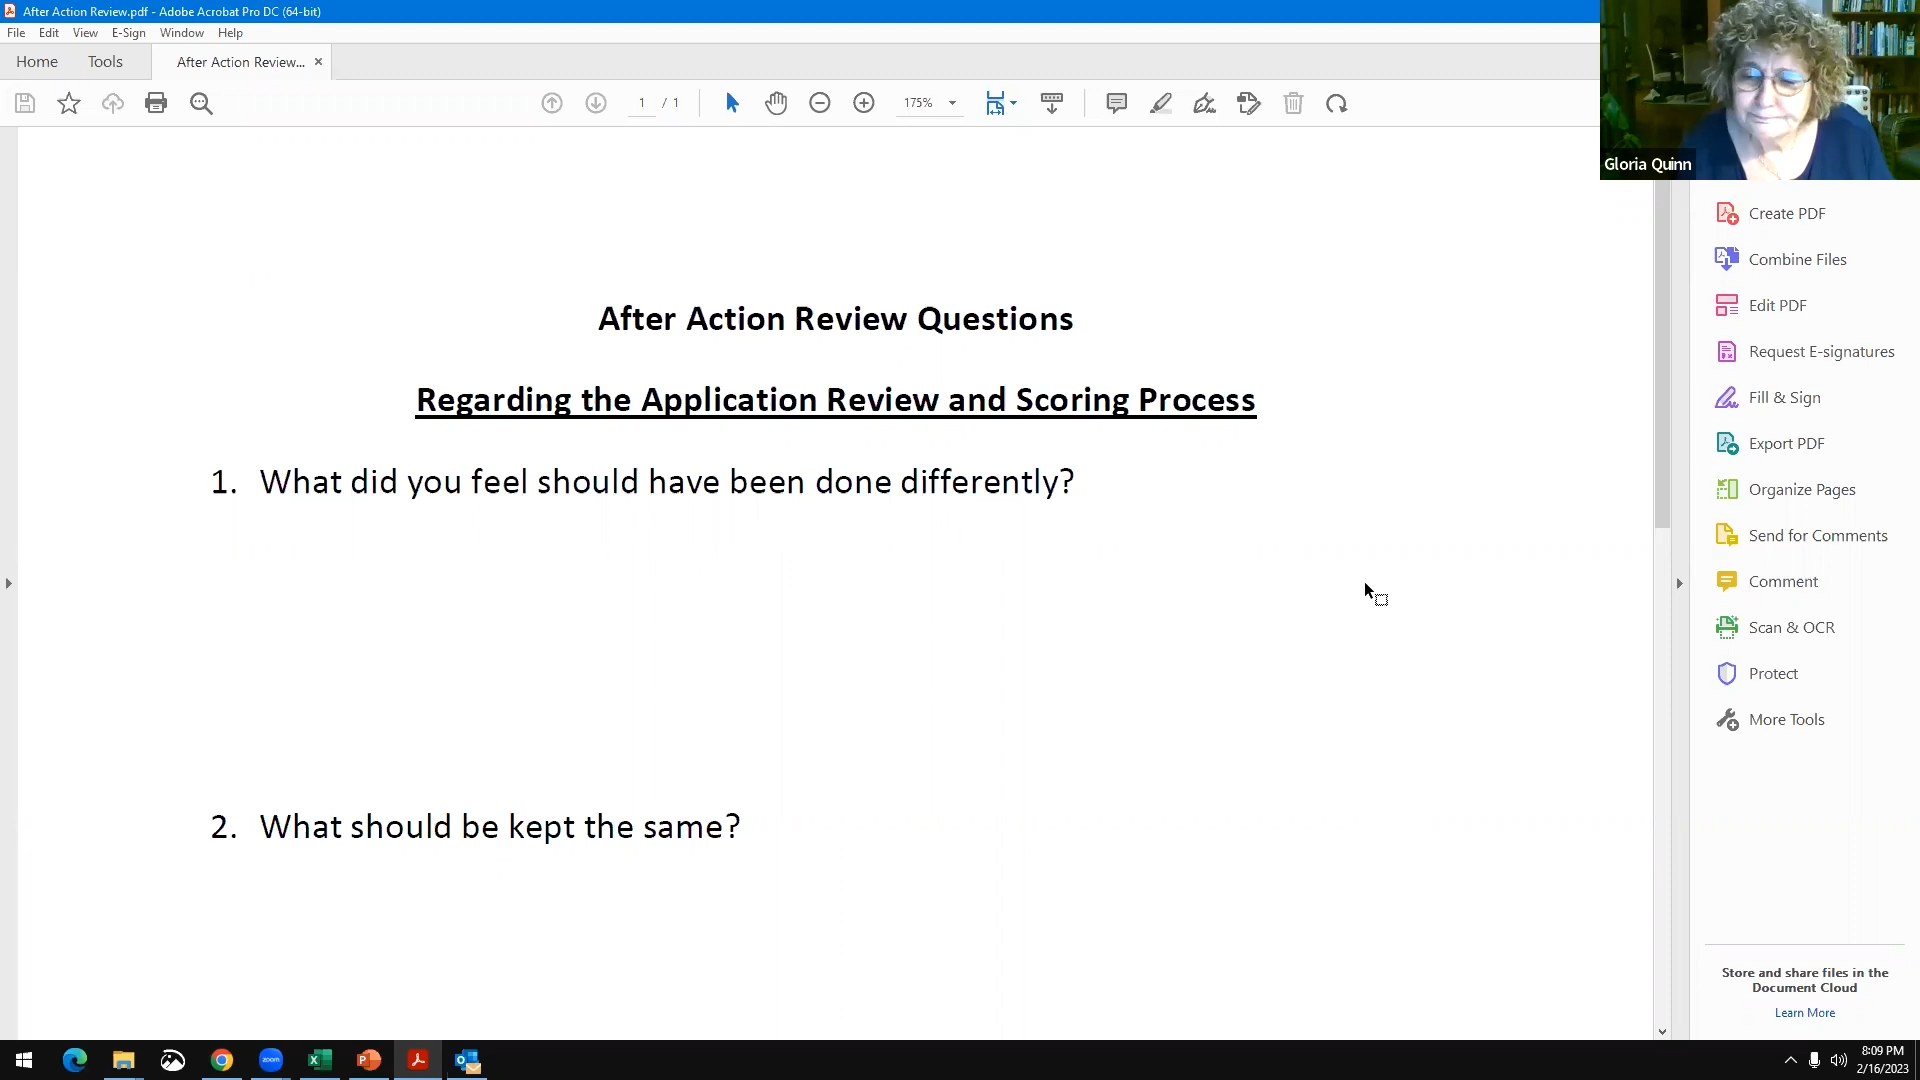 After Action Review.pdf - Adobe Acrobat Pro DC (64-bit)
File Edit View E-Sign Window Help
Home Tools After Action Review... ×
1 / 1 175%
Gloria Quinn
After Action Review Questions
Regarding the Application Review and Scoring Process
1. What did you feel should have been done differently?
2. What should be kept the same?
Create PDF
Combine Files
Edit PDF
Request E-signatures
Fill & Sign
Export PDF
Organize Pages
Send for Comments
Comment
Scan & OCR
Protect
More Tools
Store and share files in the
Document Cloud
Learn More
zoom
8:09 PM
2/16/2023